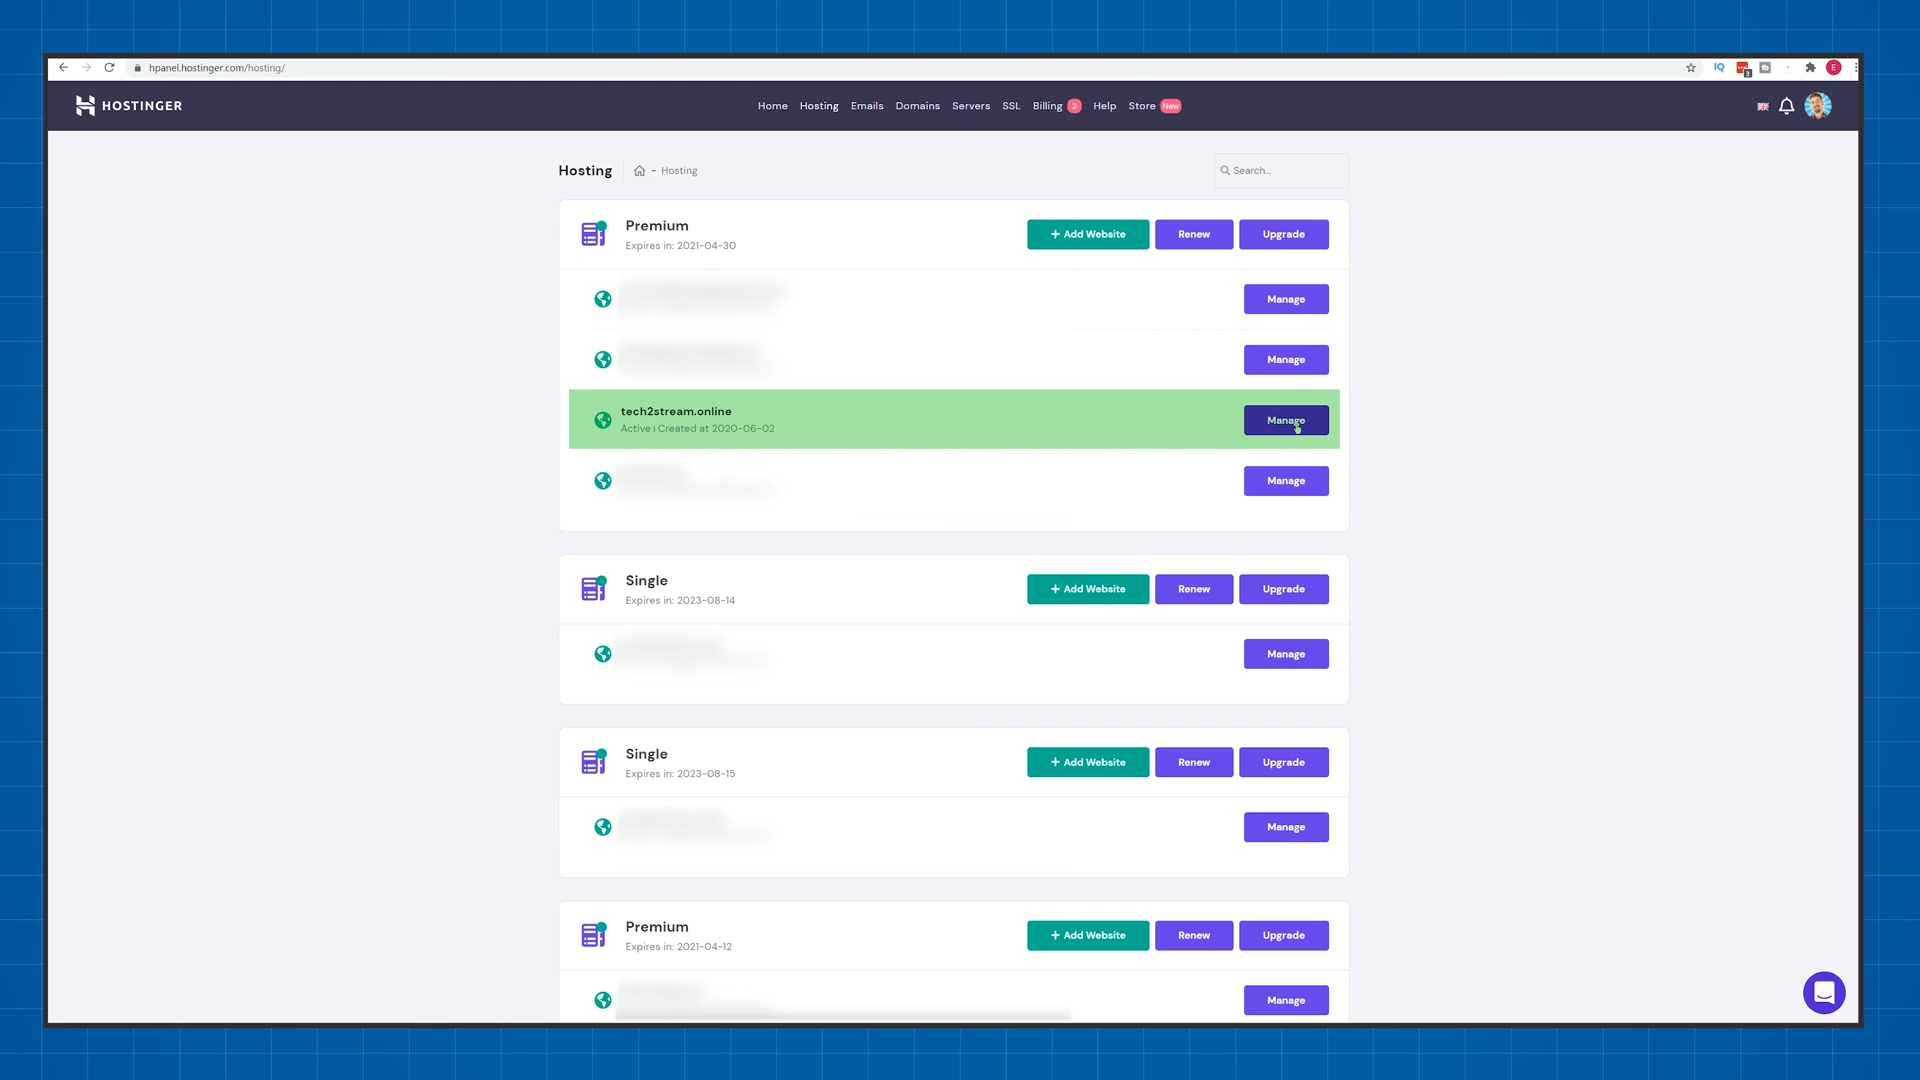 hpanel.hostinger.com/hosting/
IQ
3
E
HOSTINGER
Home Hosting Emails Domains Servers SSL Billing 2 Help Store New
Hosting - Hosting
Search...
Premium
Expires in: 2021-04-30
+ Add Website Renew Upgrade
Manage
Manage
tech2stream.online
Active | Created at 2020-06-02
Manage
Manage
Single
Expires in: 2023-08-14
+ Add Website Renew Upgrade
Manage
Single
Expires in: 2023-08-15
+ Add Website Renew Upgrade
Manage
Premium
Expires in: 2021-04-12
+ Add Website Renew Upgrade
Manage